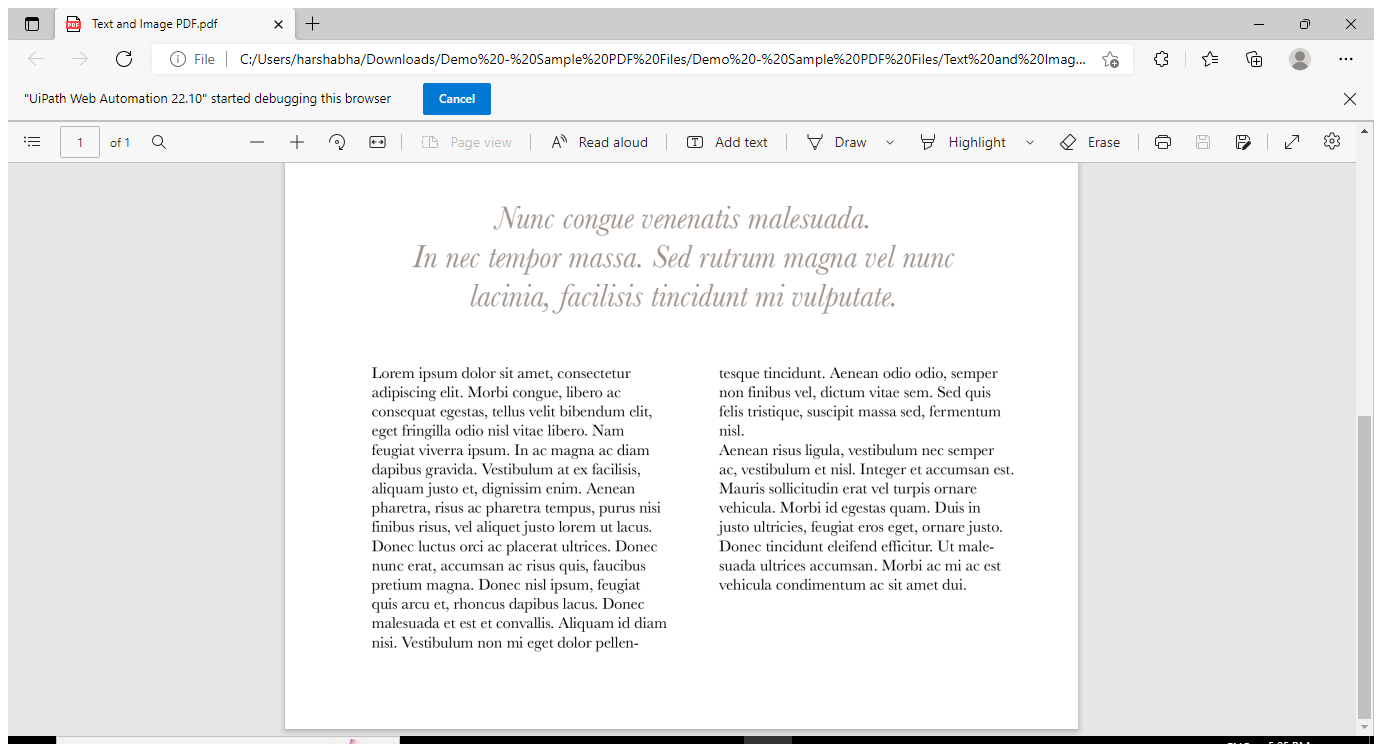 Text and Image PDF.pdf
File
C:/Users/harshabha/Downloads/Demo%20-%20Sample%20PDF%20Files/Demo%20-%20Sample%20PDF%20Files/Text%20and%20Imag...
"UiPath Web Automation 22.10" started debugging this browser
Cancel
1 of 1
Page view
Read aloud
Add text
Draw
Highlight
Erase
Nunc congue venenatis malesuada.
In nec tempor massa. Sed rutrum magna vel nunc
lacinia, facilisis tincidunt mi vulputate.
Lorem ipsum dolor sit amet, consectetur
adipiscing elit. Morbi congue, libero ac
consequat egestas, tellus velit bibendum elit,
eget fringilla odio nisl vitae libero. Nam
feugiat viverra ipsum. In ac magna ac diam
dapibus gravida. Vestibulum at ex facilisis,
aliquam justo et, dignissim enim. Aenean
pharetra, risus ac pharetra tempus, purus nisi
finibus risus, vel aliquet justo lorem ut lacus.
Donec luctus orci ac placerat ultrices. Donec
nunc erat, accumsan ac risus quis, faucibus
pretium magna. Donec nisl ipsum, feugiat
quis arcu et, rhoncus dapibus lacus. Donec
malesuada et est et convallis. Aliquam id diam
nisi. Vestibulum non mi eget dolor pellen-
tesque tincidunt. Aenean odio odio, semper
non finibus vel, dictum vitae sem. Sed quis
felis tristique, suscipit massa sed, fermentum
nisl.
Aenean risus ligula, vestibulum nec semper
ac, vestibulum et nisl. Integer et accumsan est.
Mauris sollicitudin erat vel turpis ornare
vehicula. Morbi id egestas quam. Duis in
justo ultricies, feugiat eros eget, ornare justo.
Donec tincidunt eleifend efficitur. Ut male-
suada ultrices accumsan. Morbi ac mi ac est
vehicula condimentum ac sit amet dui.